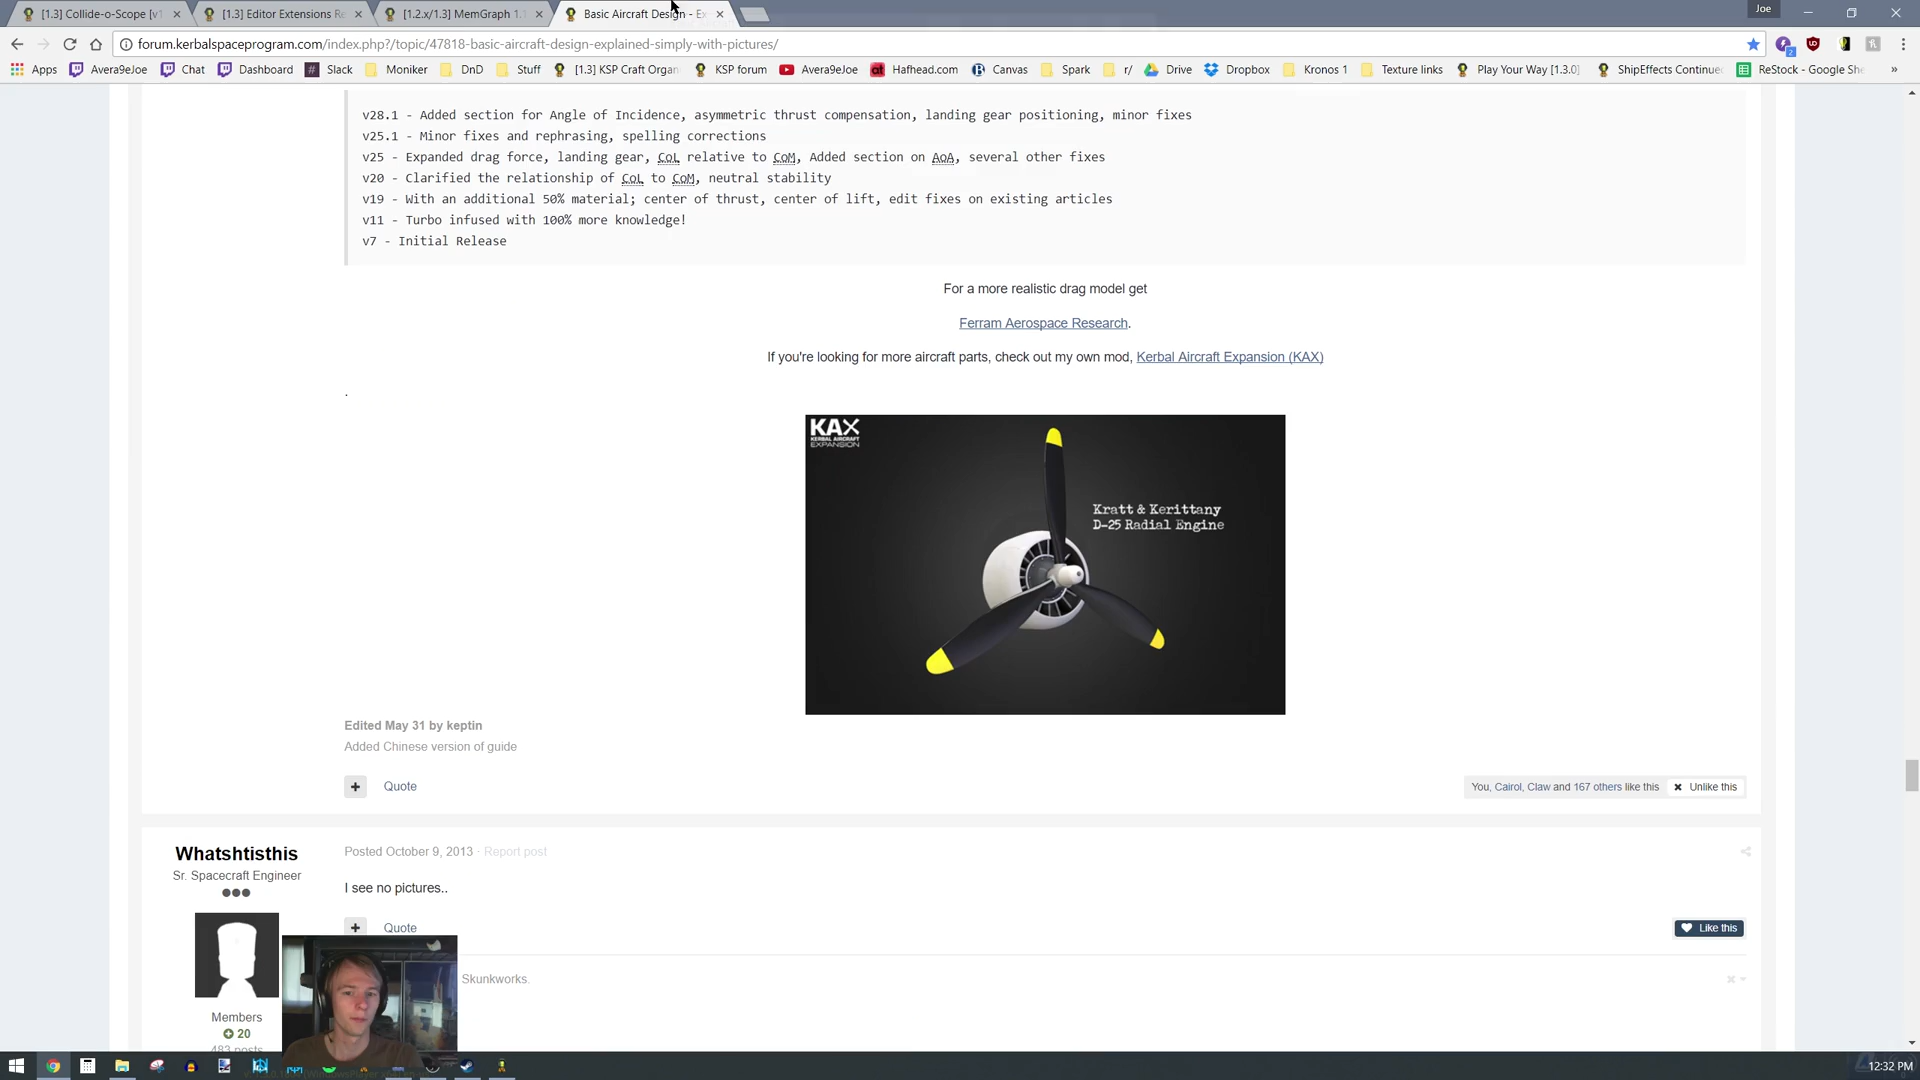 [1.3] Collide-o-Scope [v1
[1.3] Editor Extensions Re
[1.2.x/1.3] MemGraph 1.1
Basic Aircraft Design - Ex
Joe
forum.kerbalspaceprogram.com/index.php?/topic/47818-basic-aircraft-design-explained-simply-with-pictures/
Apps Avera9eJoe Chat Dashboard Slack Moniker DnD Stuff [1.3] KSP Craft Organ KSP forum Avera9eJoe Hafhead.com Canvas Spark r/ Drive Dropbox Kronos 1 Texture links Play Your Way [1.3.0] ShipEffects Continue ReStock - Google She
v28.1 - Added section for Angle of Incidence, asymmetric thrust compensation, landing gear positioning, minor fixes
v25.1 - Minor fixes and rephrasing, spelling corrections
v25 - Expanded drag force, landing gear, CoL relative to CoM, Added section on AoA, several other fixes
v20 - Clarified the relationship of CoL to CoM, neutral stability
v19 - With an additional 50% material; center of thrust, center of lift, edit fixes on existing articles
v11 - Turbo infused with 100% more knowledge!
v7 - Initial Release
For a more realistic drag model get
Ferram Aerospace Research.
If you're looking for more aircraft parts, check out my own mod, Kerbal Aircraft Expansion (KAX)
.
KAX
KERBAL AIRCRAFT
EXPANSION
Kratt & Kerittany
D-25 Radial Engine
Edited May 31 by keptin
Added Chinese version of guide
Quote
You, Cairol, Claw and 167 others like this
Unlike this
Whatshtisthis
Sr. Spacecraft Engineer
Posted October 9, 2013 · Report post
I see no pictures..
Quote
Like this
Skunkworks.
Members
20
483 posts
12:32 PM